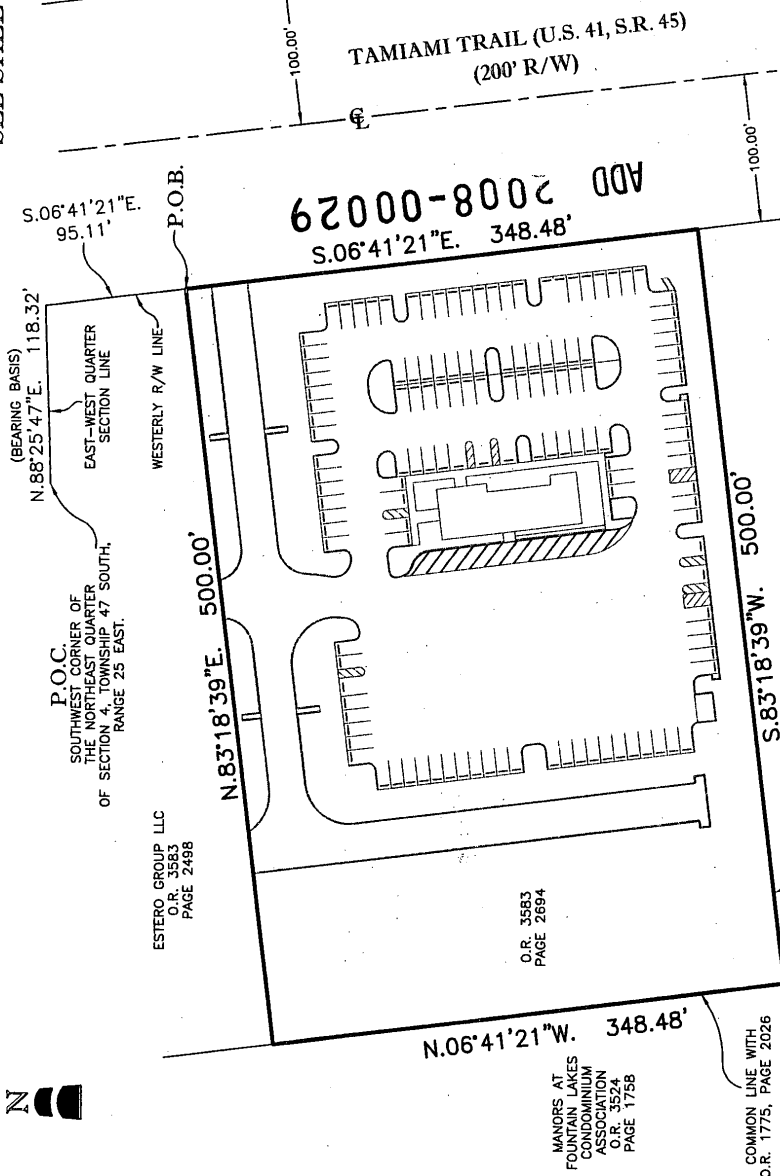 TAMIAMI TRAIL (U.S. 41, S.R. 45)
(200' R/W)
100.00'
100.00'
℄
ADD 2008-00029
S.06°41'21"E. 348.48'
S.06°41'21"E.
95.11'
P.O.B.
(BEARING BASIS)
N.88°25'47"E. 118.32'
EAST-WEST QUARTER
SECTION LINE
WESTERLY R/W LINE
P.O.C.
SOUTHWEST CORNER OF
THE NORTHEAST QUARTER
OF SECTION 4, TOWNSHIP 47 SOUTH,
RANGE 25 EAST.
N.83°18'39"E. 500.00'
S.83°18'39"W. 500.00'
ESTERO GROUP LLC
O.R. 3583
PAGE 2498
O.R. 3583
PAGE 2694
N.06°41'21"W. 348.48'
MANORS AT
FOUNTAIN LAKES
CONDOMINIUM
ASSOCIATION
O.R. 3524
PAGE 1758
COMMON LINE WITH
O.R. 1775, PAGE 2026
N